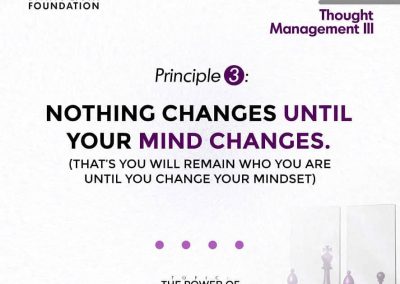 FOUNDATION
Thought
Management III
Principle 3:
NOTHING CHANGES UNTIL
YOUR MIND CHANGES.
(THAT'S YOU WILL REMAIN WHO YOU ARE
UNTIL YOU CHANGE YOUR MINDSET)
TOPIC:
THE POWER OF